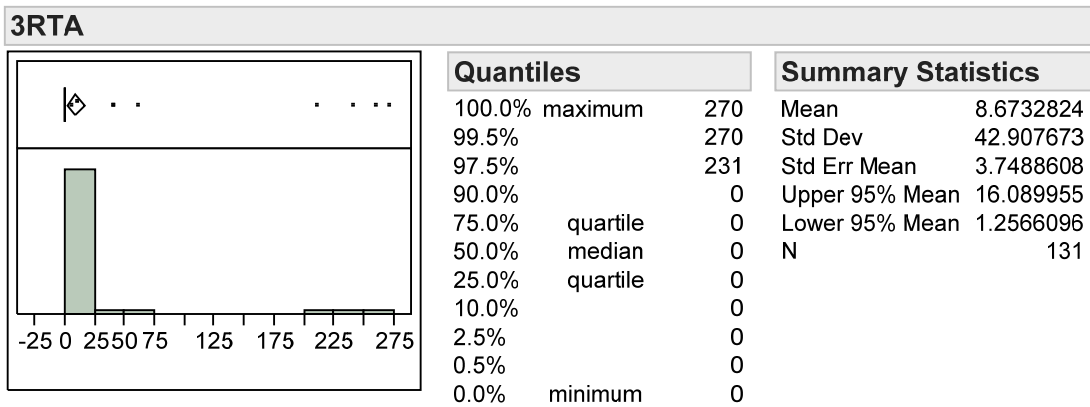 3RTA
-25 0 25 50 75 125 175 225 275
Quantiles
100.0% maximum 270
99.5% 270
97.5% 231
90.0% 0
75.0% quartile 0
50.0% median 0
25.0% quartile 0
10.0% 0
2.5% 0
0.5% 0
0.0% minimum 0
Summary Statistics
Mean 8.6732824
Std Dev 42.907673
Std Err Mean 3.7488608
Upper 95% Mean 16.089955
Lower 95% Mean 1.2566096
N 131